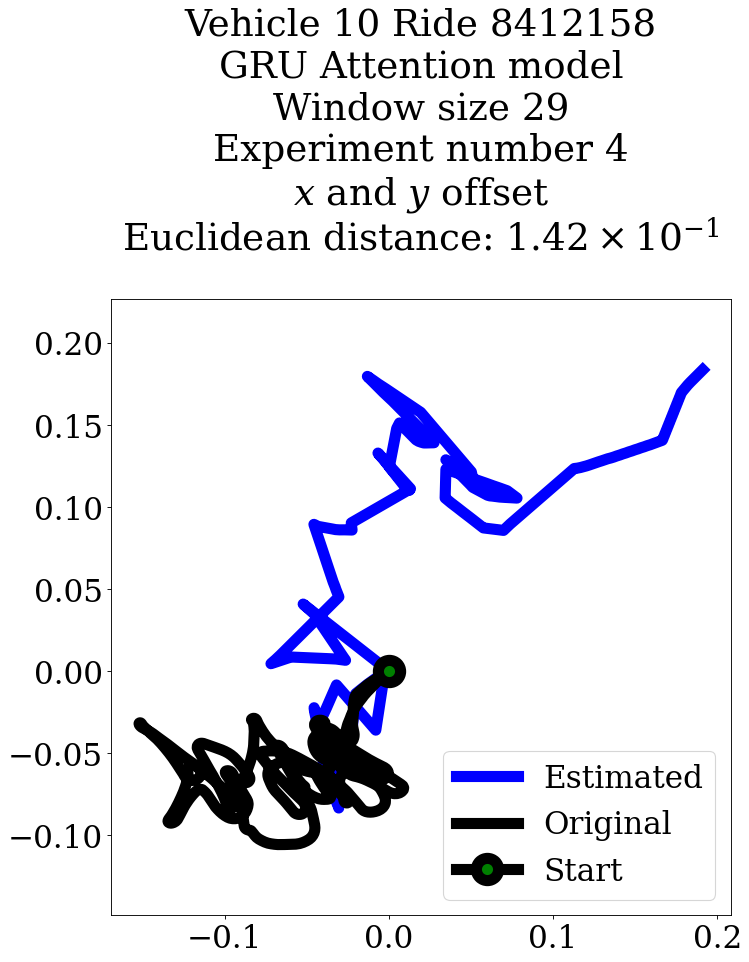 Vehicle 10 Ride 8412158
GRU Attention model
Window size 29
Experiment number 4
x and y offset
Euclidean distance: 1.42 × 10⁻¹
0.20
0.15
0.10
0.05
0.00
−0.05
−0.10
Estimated
Original
Start
−0.1
0.0
0.1
0.2